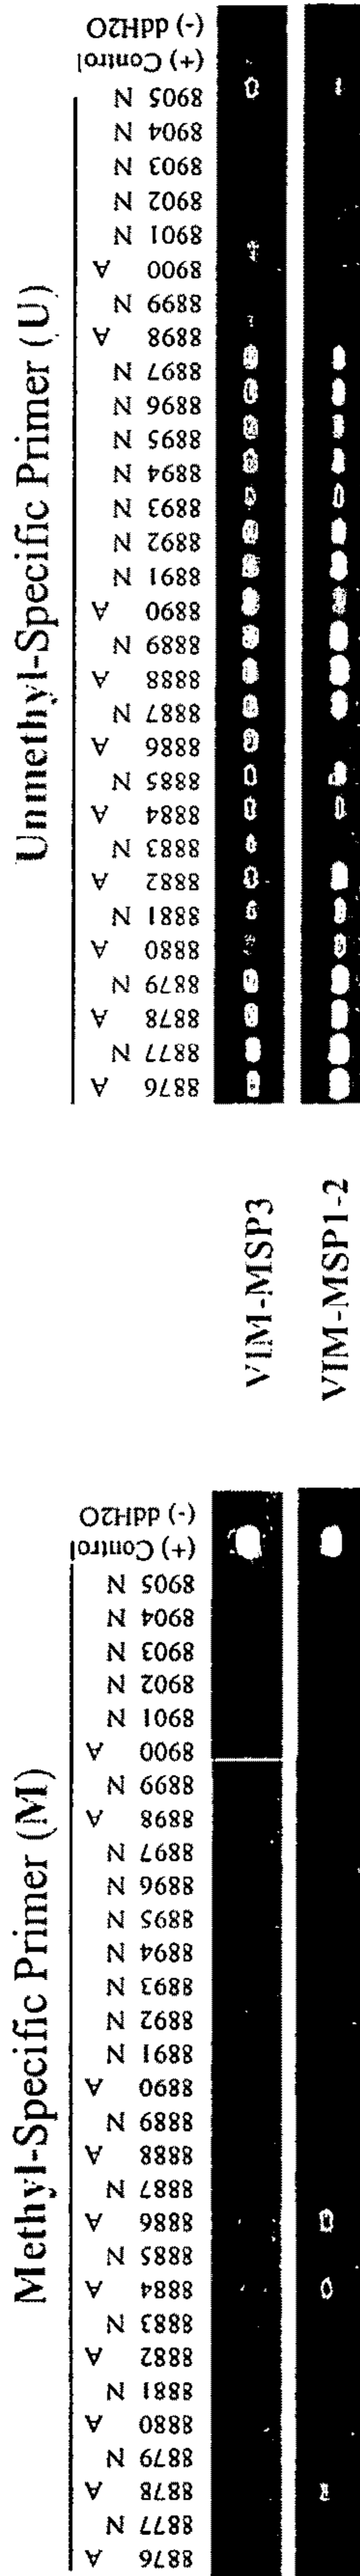 Methyl-Specific Primer (M)
8876 A
8877 N
8878 A
8879 N
8880 A
8881 N
8882 A
8883 N
8884 A
8885 N
8886 A
8887 N
8888 A
8889 N
8890 A
8891 N
8892 N
8893 N
8894 N
8895 N
8896 N
8897 N
8898 A
8899 N
8900 A
8901 N
8902 N
8903 N
8904 N
8905 N
(+) Control
(-) ddH2O
VIM-MSP3
VIM-MSP1-2
Unmethyl-Specific Primer (U)
8876 A
8877 N
8878 A
8879 N
8880 A
8881 N
8882 A
8883 N
8884 A
8885 N
8886 A
8887 N
8888 A
8889 N
8890 A
8891 N
8892 N
8893 N
8894 N
8895 N
8896 N
8897 N
8898 A
8899 N
8900 A
8901 N
8902 N
8903 N
8904 N
8905 N
(+) Control
(-) ddH2O